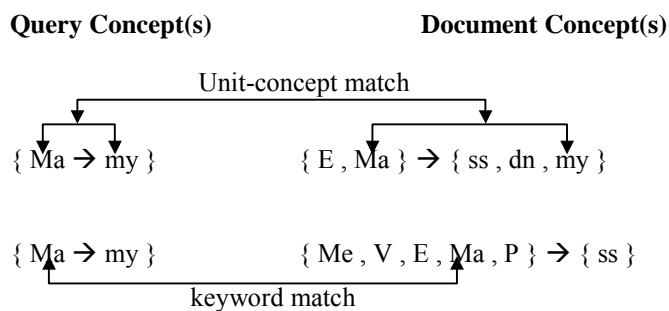 Query Concept(s) Document Concept(s)
Unit-concept match
{ Ma → my } { E , Ma } → { ss , dn , my }
{ Ma → my } { Me , V , E , Ma , P } → { ss }
keyword match